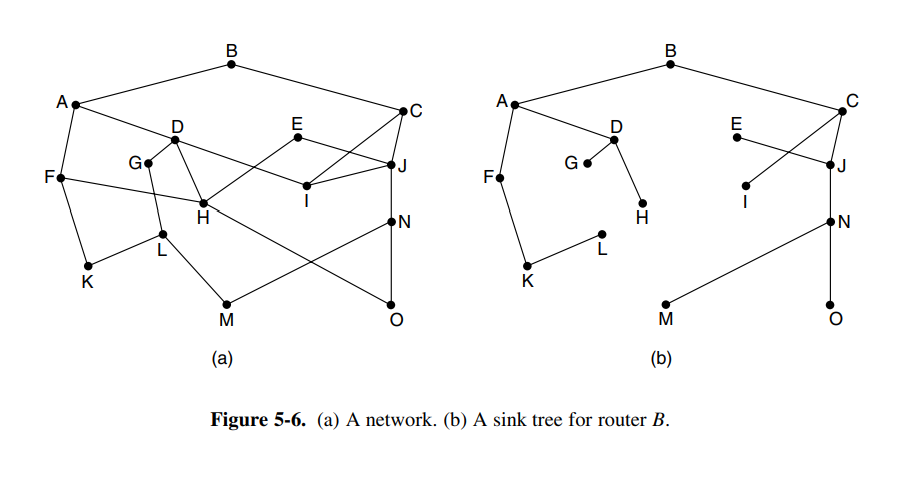 B
B
A
C
A
C
D
E
D
E
G
J
G
J
F
F
I
I
H
H
N
N
L
L
K
K
M
O
M
O
(a)
(b)
Figure 5-6. (a) A network. (b) A sink tree for router B.